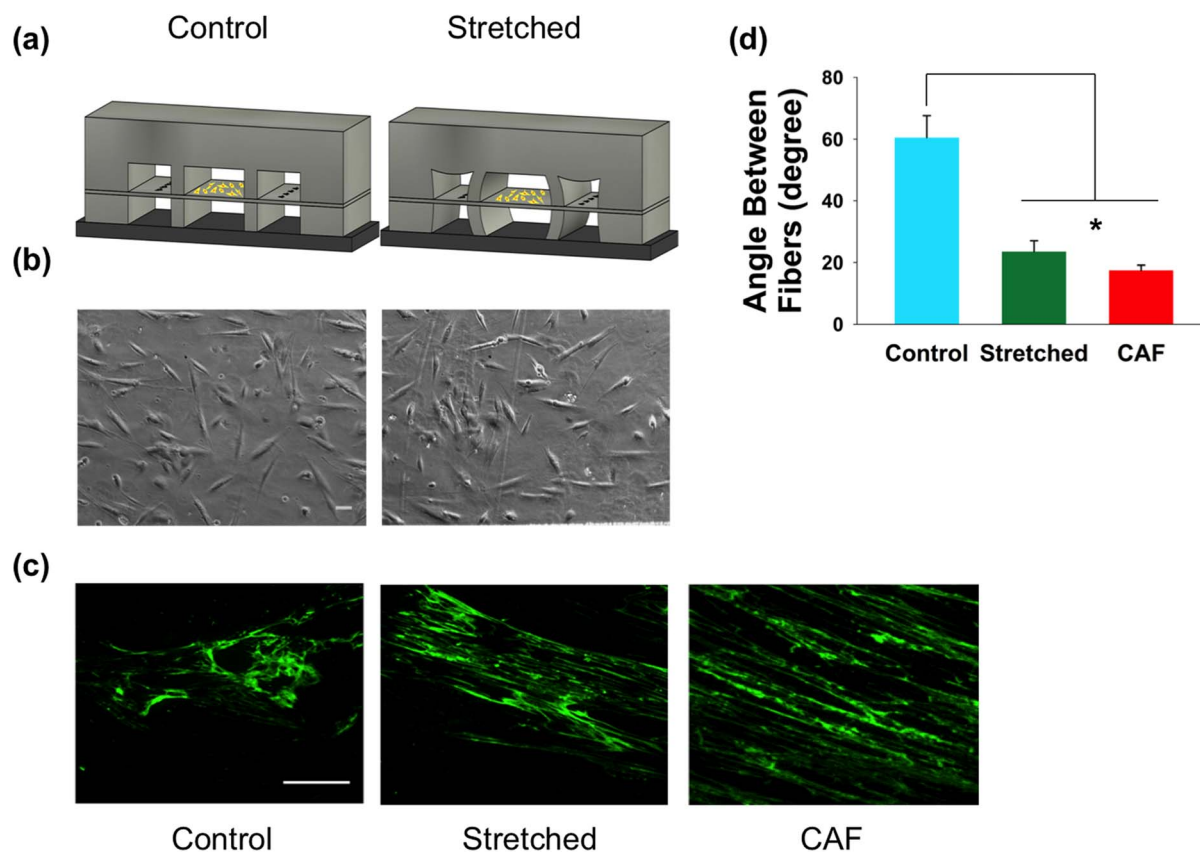 (a)
Control
Stretched
(b)
(c)
Control
Stretched
CAF
(d)
Angle Between
Fibers (degree)
80
60
40
20
0
*
Control
Stretched
CAF